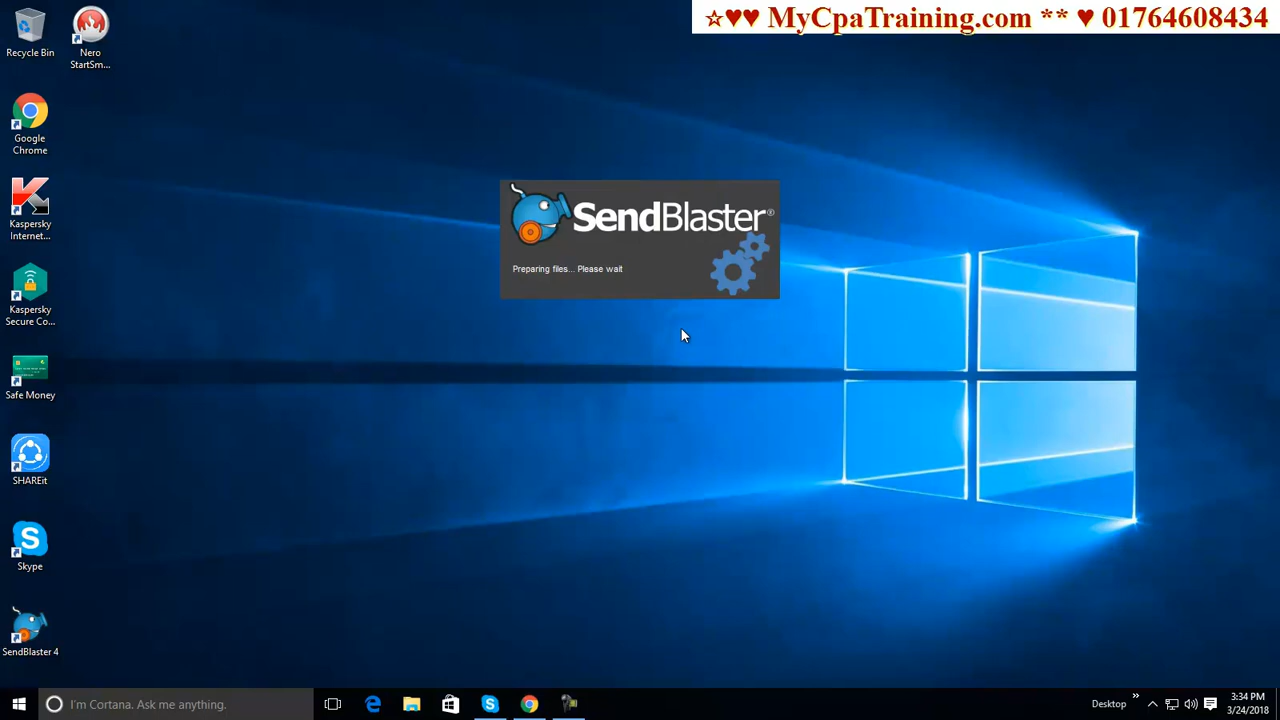 ☆♥♥ MyCpaTraining.com ** ♥ 01764608434
Recycle Bin
Nero
StartSm...
Google
Chrome
Kaspersky
Internet...
Kaspersky
Secure Co...
Safe Money
SHAREit
Skype
SendBlaster 4
SendBlaster®
Preparing files... Please wait
I'm Cortana. Ask me anything.
Desktop
3:34 PM
3/24/2018